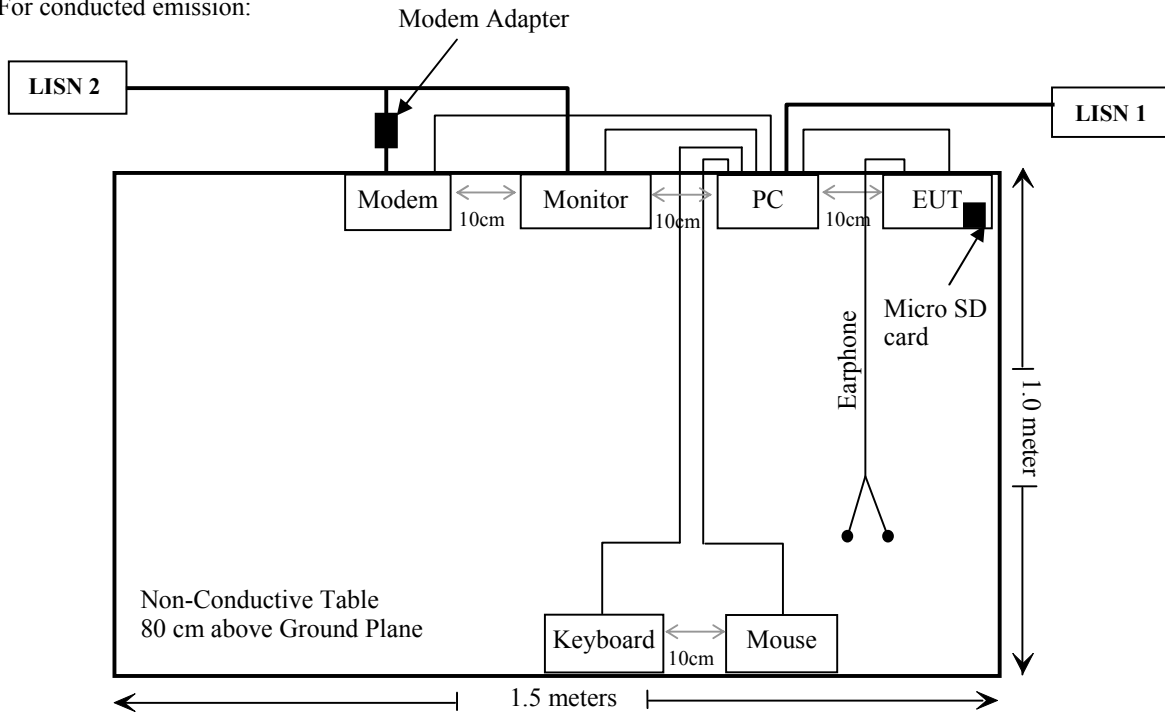 For conducted emission:
Modem Adapter
LISN 2
LISN 1
Modem
10cm
Monitor
10cm
PC
10cm
EUT
Micro SD
card
Earphone
1.0 meter
Non-Conductive Table
80 cm above Ground Plane
Keyboard
10cm
Mouse
1.5 meters